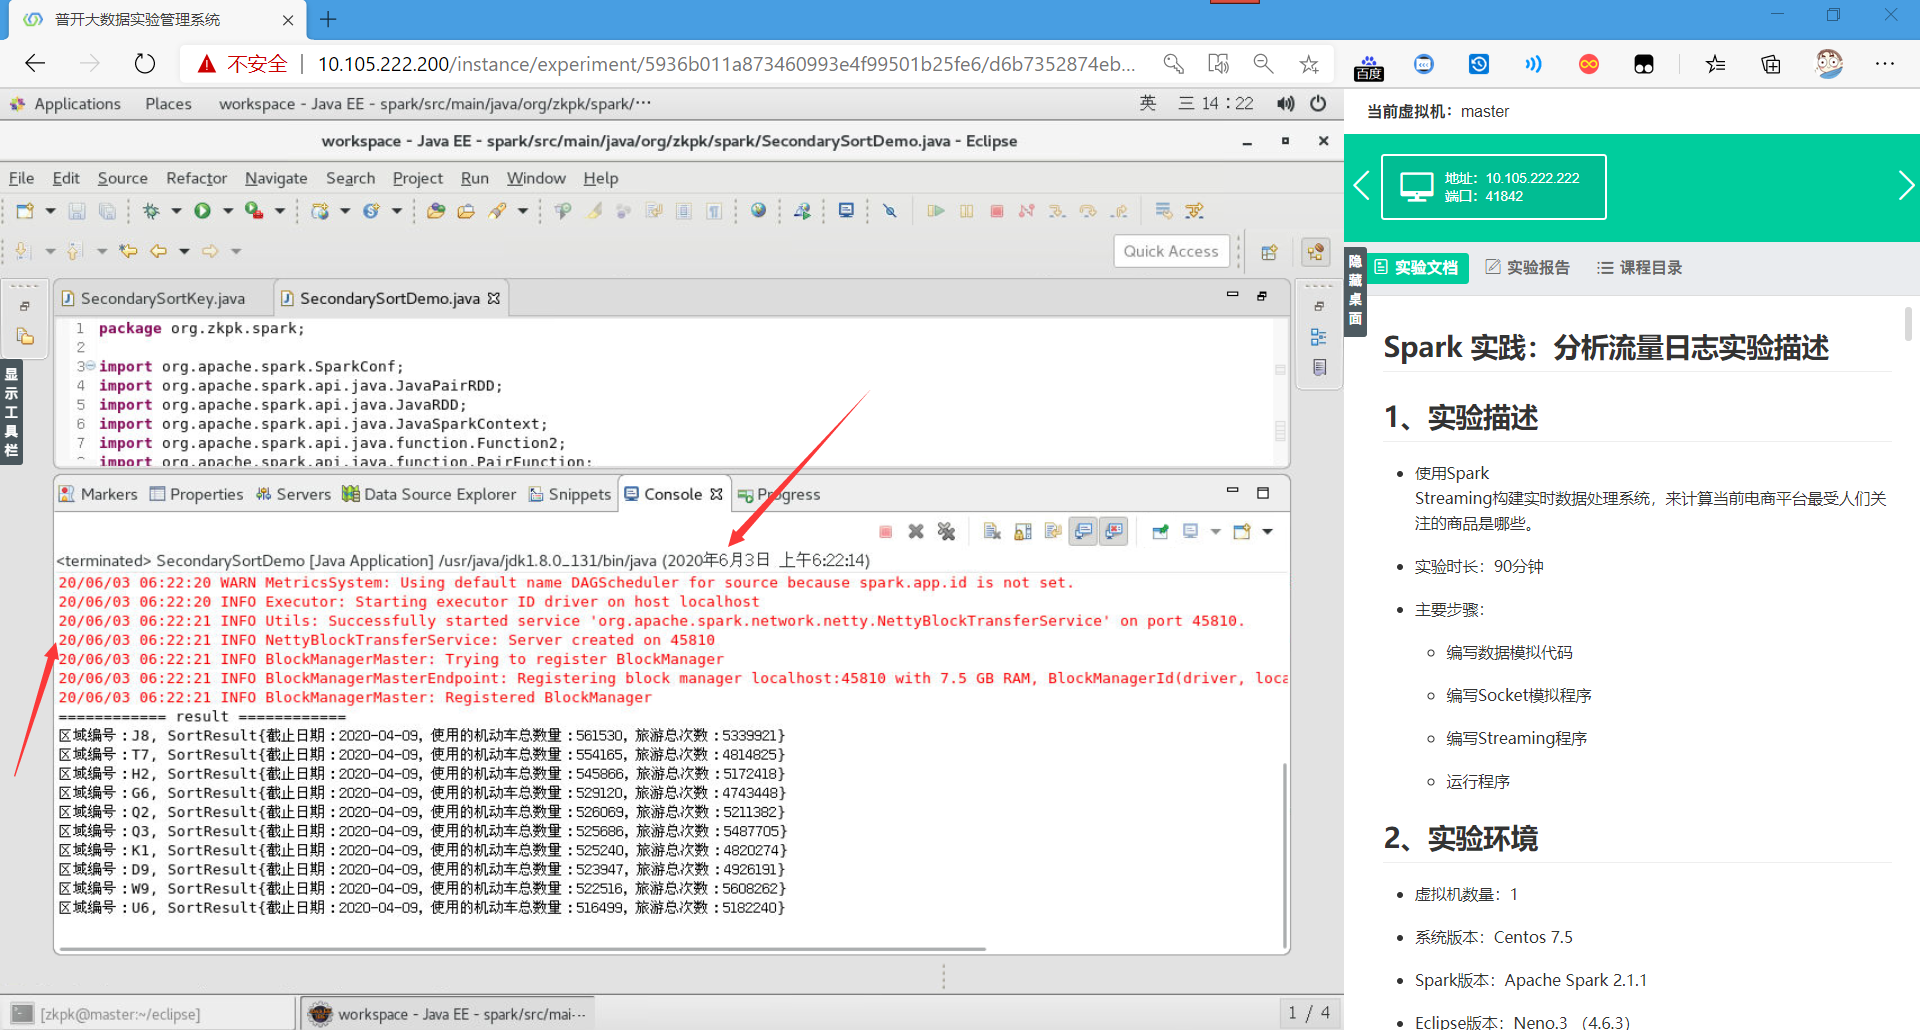 普开大数据实验管理系统
不安全 | 10.105.222.200/instance/experiment/5936b011a873460993e4f99501b25fe6/d6b7352874eb...
百度
Applications Places workspace - Java EE - spark/src/main/java/org/zkpk/spark/··· 英 三 14：22
workspace - Java EE - spark/src/main/java/org/zkpk/spark/SecondarySortDemo.java - Eclipse
File Edit Source Refactor Navigate Search Project Run Window Help
Quick Access
SecondarySortKey.java SecondarySortDemo.java
1 package org.zkpk.spark;
2
3 import org.apache.spark.SparkConf;
4 import org.apache.spark.api.java.JavaPairRDD;
5 import org.apache.spark.api.java.JavaRDD;
6 import org.apache.spark.api.java.JavaSparkContext;
7 import org.apache.spark.api.java.function.Function2;
import org.apache.spark.api.java.function.PairFunction;
显示工具栏
Markers Properties Servers Data Source Explorer Snippets Console Progress
<terminated> SecondarySortDemo [Java Application] /usr/java/jdk1.8.0_131/bin/java (2020年6月3日 上午6:22:14)
20/06/03 06:22:20 WARN MetricsSystem: Using default name DAGScheduler for source because spark.app.id is not set.
20/06/03 06:22:20 INFO Executor: Starting executor ID driver on host localhost
20/06/03 06:22:21 INFO Utils: Successfully started service 'org.apache.spark.network.netty.NettyBlockTransferService' on port 45810.
20/06/03 06:22:21 INFO NettyBlockTransferService: Server created on 45810
20/06/03 06:22:21 INFO BlockManagerMaster: Trying to register BlockManager
20/06/03 06:22:21 INFO BlockManagerMasterEndpoint: Registering block manager localhost:45810 with 7.5 GB RAM, BlockManagerId(driver, loca
20/06/03 06:22:21 INFO BlockManagerMaster: Registered BlockManager
============ result ============
区域编号：J8, SortResult{截止日期：2020-04-09, 使用的机动车总数量：561530, 旅游总次数：5339921}
区域编号：T7, SortResult{截止日期：2020-04-09, 使用的机动车总数量：554165, 旅游总次数：4814825}
区域编号：H2, SortResult{截止日期：2020-04-09, 使用的机动车总数量：545866, 旅游总次数：5172418}
区域编号：G6, SortResult{截止日期：2020-04-09, 使用的机动车总数量：529120, 旅游总次数：4743448}
区域编号：Q2, SortResult{截止日期：2020-04-09, 使用的机动车总数量：526069, 旅游总次数：5211382}
区域编号：Q3, SortResult{截止日期：2020-04-09, 使用的机动车总数量：525686, 旅游总次数：5487705}
区域编号：K1, SortResult{截止日期：2020-04-09, 使用的机动车总数量：525240, 旅游总次数：4820274}
区域编号：D9, SortResult{截止日期：2020-04-09, 使用的机动车总数量：523947, 旅游总次数：4926191}
区域编号：W9, SortResult{截止日期：2020-04-09, 使用的机动车总数量：522516, 旅游总次数：5608262}
区域编号：U6, SortResult{截止日期：2020-04-09, 使用的机动车总数量：516499, 旅游总次数：5182240}
[zkpk@master:~/eclipse] workspace - Java EE - spark/src/mai··· 1 / 4
当前虚拟机：master
地址：10.105.222.222
端口：41842
隐藏桌面
实验文档 实验报告 课程目录
Spark 实践：分析流量日志实验描述
1、实验描述
• 使用Spark
Streaming构建实时数据处理系统，来计算当前电商平台最受人们关
注的商品是哪些。
• 实验时长：90分钟
• 主要步骤：
◦ 编写数据模拟代码
◦ 编写Socket模拟程序
◦ 编写Streaming程序
◦ 运行程序
2、实验环境
• 虚拟机数量：1
• 系统版本：Centos 7.5
• Spark版本：Apache Spark 2.1.1
• Eclipse版本：Neno.3 （4.6.3）